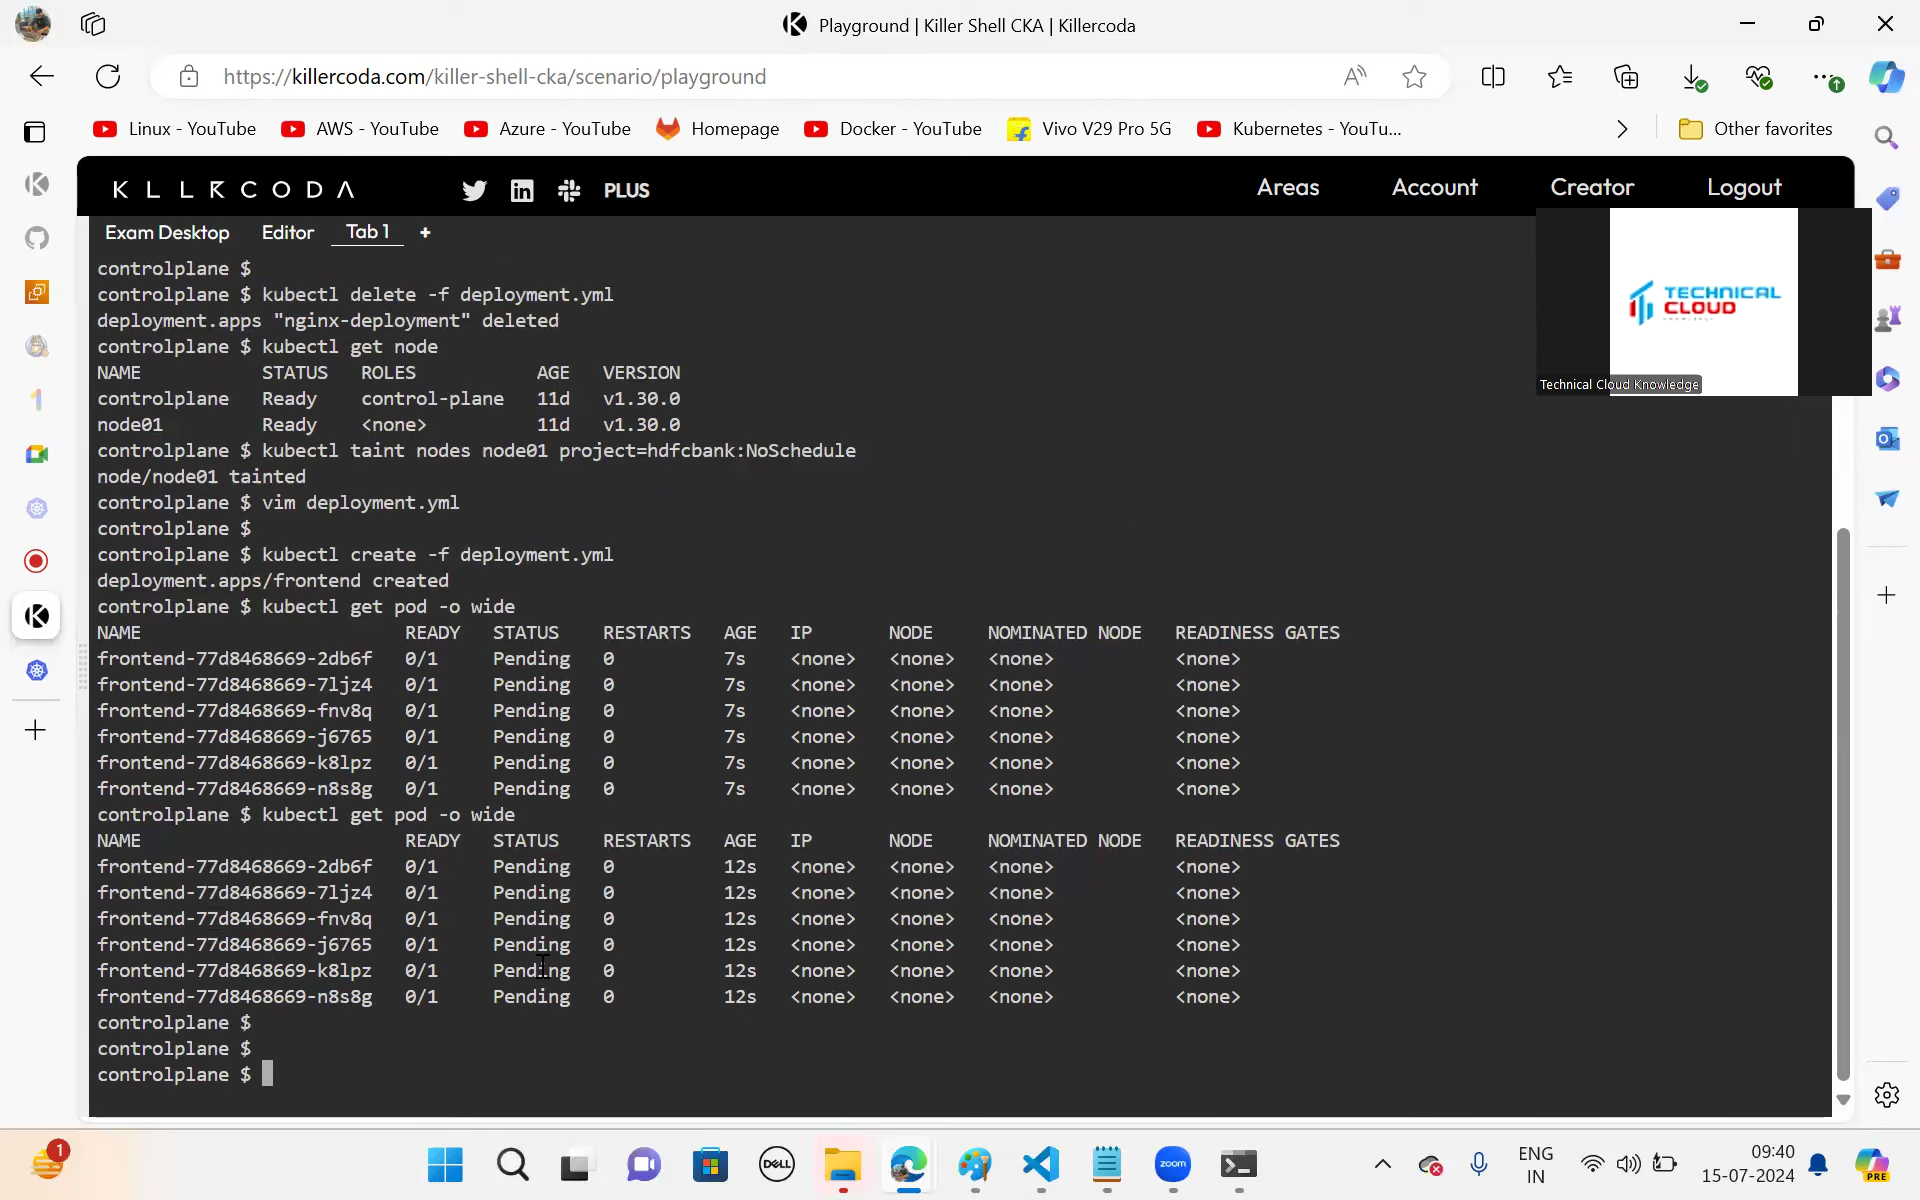 Playground | Killer Shell CKA | Killercoda
https://killercoda.com/killer-shell-cka/scenario/playground
Linux - YouTube
AWS - YouTube
Azure - YouTube
Homepage
Docker - YouTube
Vivo V29 Pro 5G
Kubernetes - YouTu...
Other favorites
KILLERCODA
PLUS
Areas
Account
Creator
Logout
Exam Desktop Editor Tab 1 +
controlplane $
controlplane $ kubectl delete -f deployment.yml
deployment.apps "nginx-deployment" deleted
controlplane $ kubectl get node
NAME STATUS ROLES AGE VERSION
controlplane Ready control-plane 11d v1.30.0
node01 Ready <none> 11d v1.30.0
controlplane $ kubectl taint nodes node01 project=hdfcbank:NoSchedule
node/node01 tainted
controlplane $ vim deployment.yml
controlplane $
controlplane $ kubectl create -f deployment.yml
deployment.apps/frontend created
controlplane $ kubectl get pod -o wide
NAME READY STATUS RESTARTS AGE IP NODE NOMINATED NODE READINESS GATES
frontend-77d8468669-2db6f 0/1 Pending 0 7s <none> <none> <none> <none>
frontend-77d8468669-7ljz4 0/1 Pending 0 7s <none> <none> <none> <none>
frontend-77d8468669-fnv8q 0/1 Pending 0 7s <none> <none> <none> <none>
frontend-77d8468669-j6765 0/1 Pending 0 7s <none> <none> <none> <none>
frontend-77d8468669-k8lpz 0/1 Pending 0 7s <none> <none> <none> <none>
frontend-77d8468669-n8s8g 0/1 Pending 0 7s <none> <none> <none> <none>
controlplane $ kubectl get pod -o wide
NAME READY STATUS RESTARTS AGE IP NODE NOMINATED NODE READINESS GATES
frontend-77d8468669-2db6f 0/1 Pending 0 12s <none> <none> <none> <none>
frontend-77d8468669-7ljz4 0/1 Pending 0 12s <none> <none> <none> <none>
frontend-77d8468669-fnv8q 0/1 Pending 0 12s <none> <none> <none> <none>
frontend-77d8468669-j6765 0/1 Pending 0 12s <none> <none> <none> <none>
frontend-77d8468669-k8lpz 0/1 Pending 0 12s <none> <none> <none> <none>
frontend-77d8468669-n8s8g 0/1 Pending 0 12s <none> <none> <none> <none>
controlplane $
controlplane $
controlplane $
TECHNICAL
CLOUD
Technical Cloud Knowledge
1
DELL
zoom
ENG
IN
09:40
15-07-2024
PRE